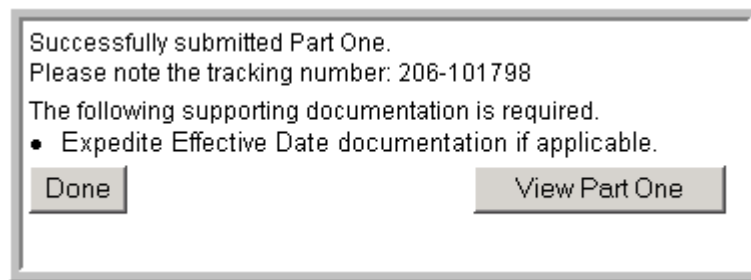 Successfully submitted Part One.
Please note the tracking number: 206-101798
The following supporting documentation is required.
• Expedite Effective Date documentation if applicable.
Done View Part One